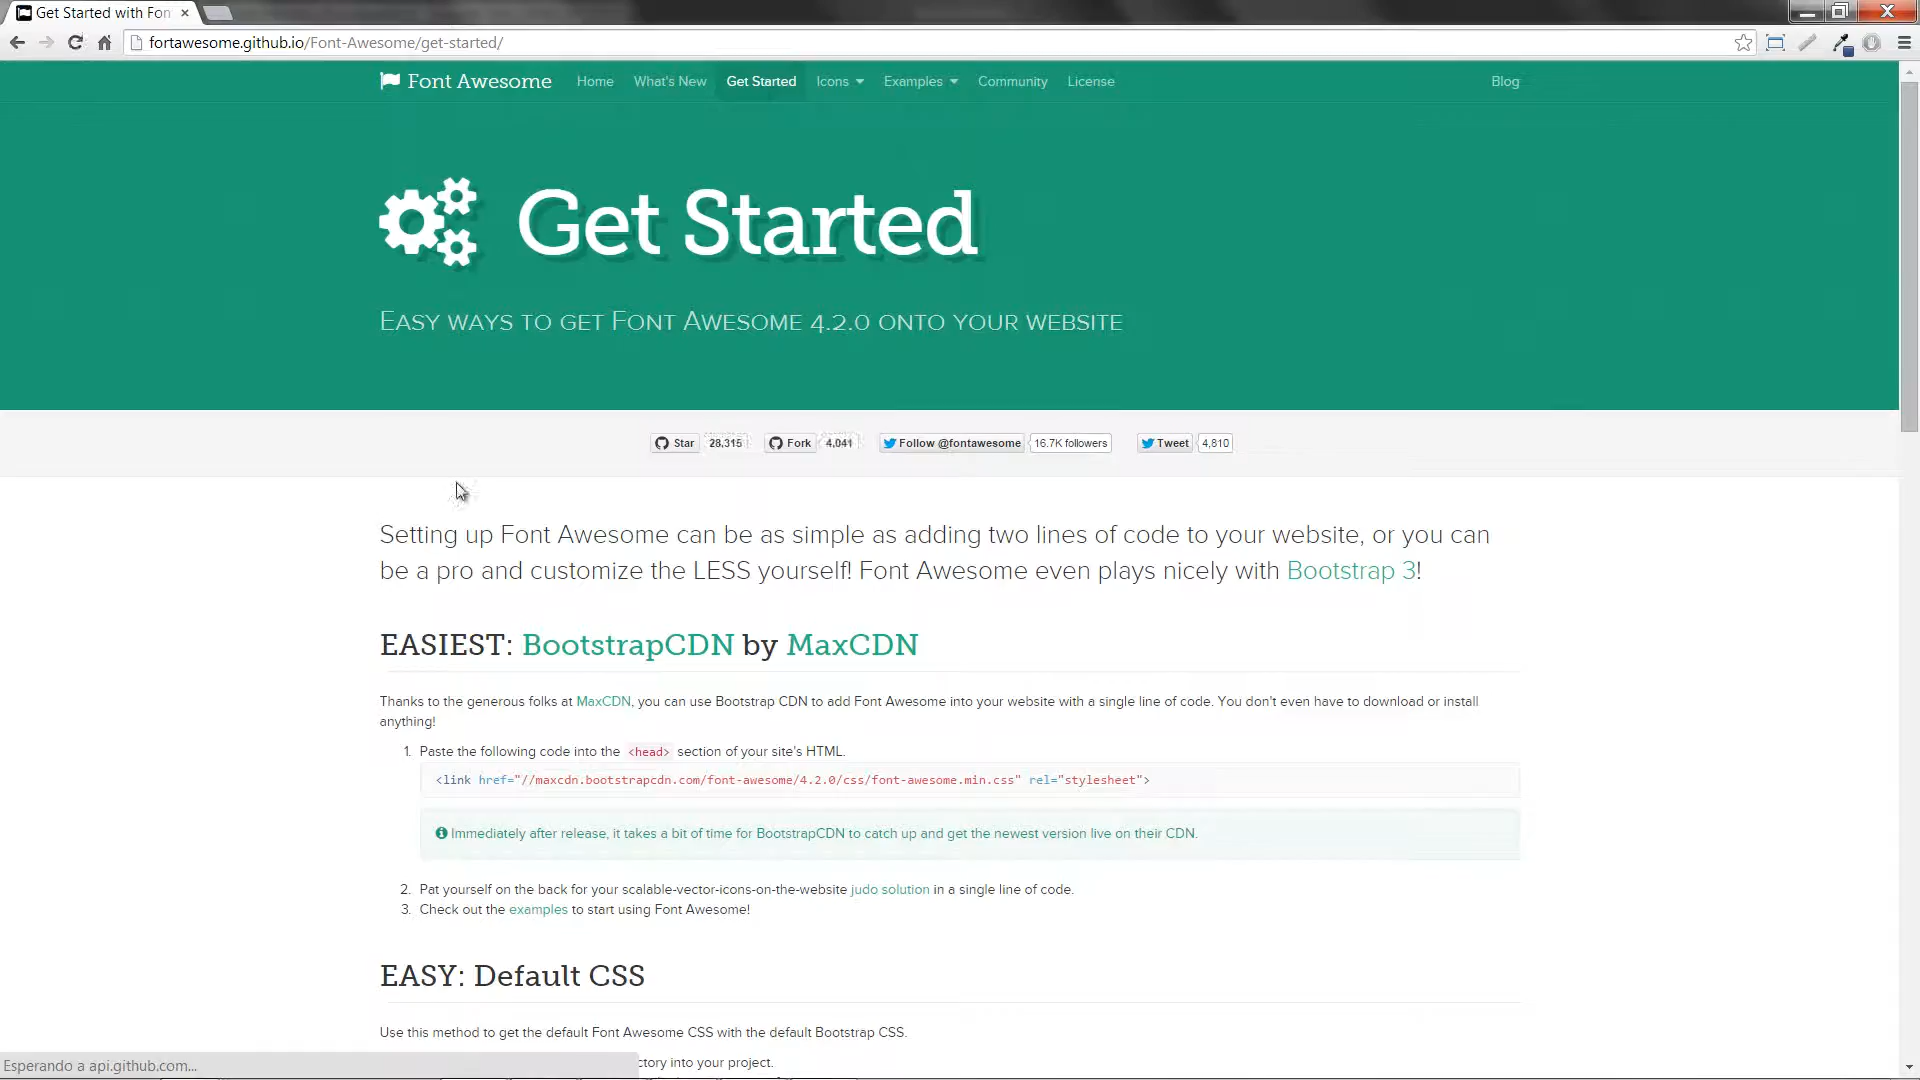 Get Started with Fon
fortawesome.github.io/Font-Awesome/get-started/
Font Awesome Home What's New Get Started Icons Examples Community License Blog
Get Started
Easy ways to get Font Awesome 4.2.0 onto your website
Star 28,315 Fork 4,041 Follow @fontawesome 16.7K followers Tweet 4,810
Setting up Font Awesome can be as simple as adding two lines of code to your website, or you can
be a pro and customize the LESS yourself! Font Awesome even plays nicely with Bootstrap 3!
EASIEST: BootstrapCDN by MaxCDN
Thanks to the generous folks at MaxCDN, you can use Bootstrap CDN to add Font Awesome into your website with a single line of code. You don't even have to download or install
anything!
1. Paste the following code into the <head> section of your site's HTML.
<link href="//maxcdn.bootstrapcdn.com/font-awesome/4.2.0/css/font-awesome.min.css" rel="stylesheet">
Immediately after release, it takes a bit of time for BootstrapCDN to catch up and get the newest version live on their CDN.
2. Pat yourself on the back for your scalable-vector-icons-on-the-website judo solution in a single line of code.
3. Check out the examples to start using Font Awesome!
EASY: Default CSS
Use this method to get the default Font Awesome CSS with the default Bootstrap CSS.
ctory into your project.
Esperando a api.github.com...